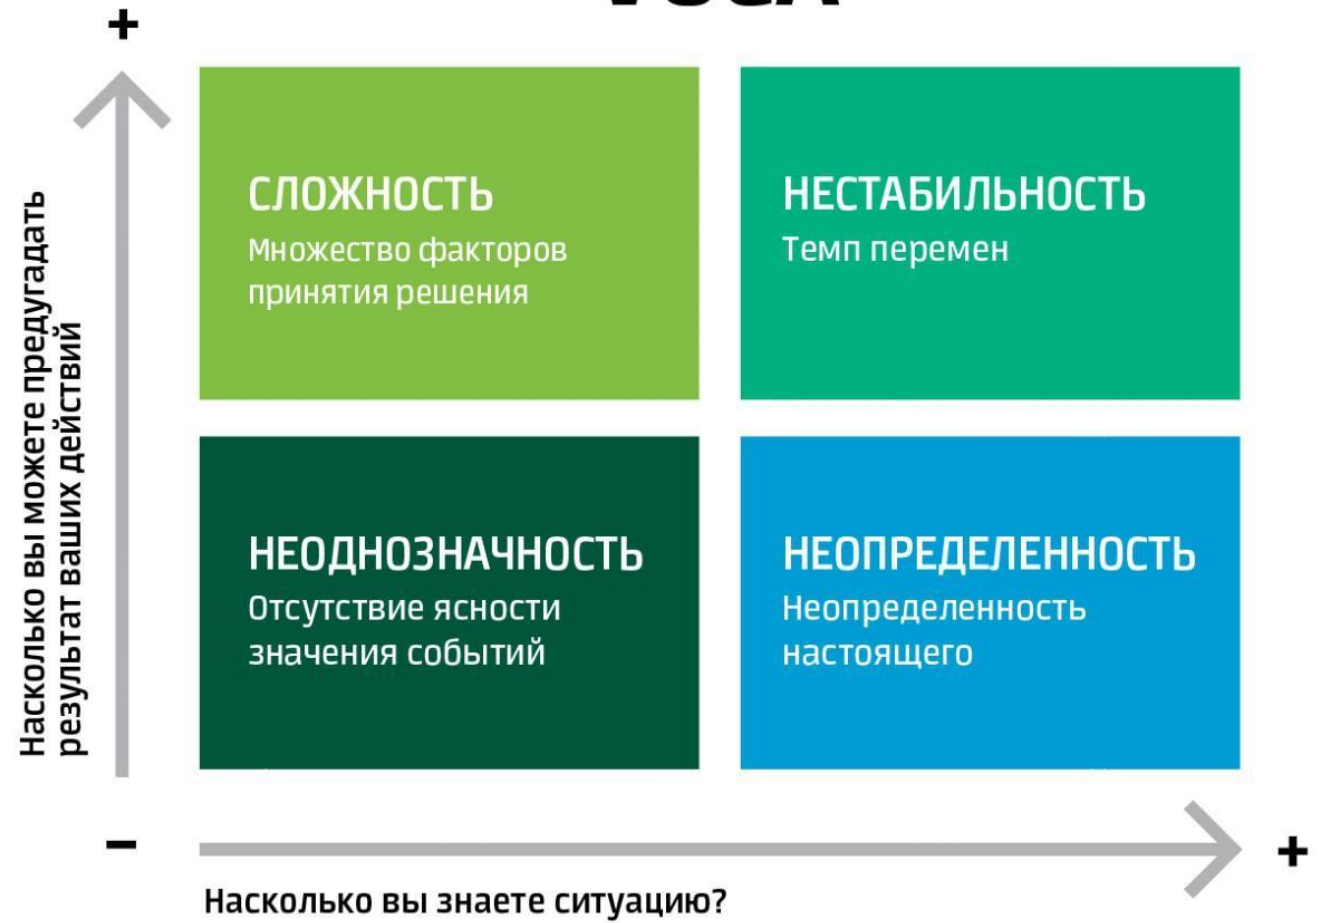 VUCA
+
Насколько вы можете предугадать
результат ваших действий
СЛОЖНОСТЬ
Множество факторов
принятия решения
НЕСТАБИЛЬНОСТЬ
Темп перемен
НЕОДНОЗНАЧНОСТЬ
Отсутствие ясности
значения событий
НЕОПРЕДЕЛЕННОСТЬ
Неопределенность
настоящего
–
+
Насколько вы знаете ситуацию?